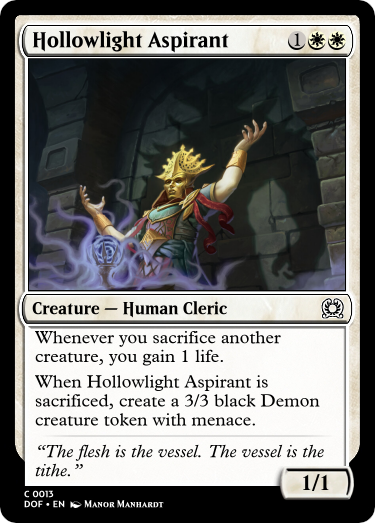 Hollowlight Aspirant 1
Creature — Human Cleric
Whenever you sacrifice another
creature, you gain 1 life.
When Hollowlight Aspirant is
sacrificed, create a 3/3 black Demon
creature token with menace.
“The flesh is the vessel. The vessel is the
tithe.”
1/1
C 0013
DOF • EN Manor Manhardt